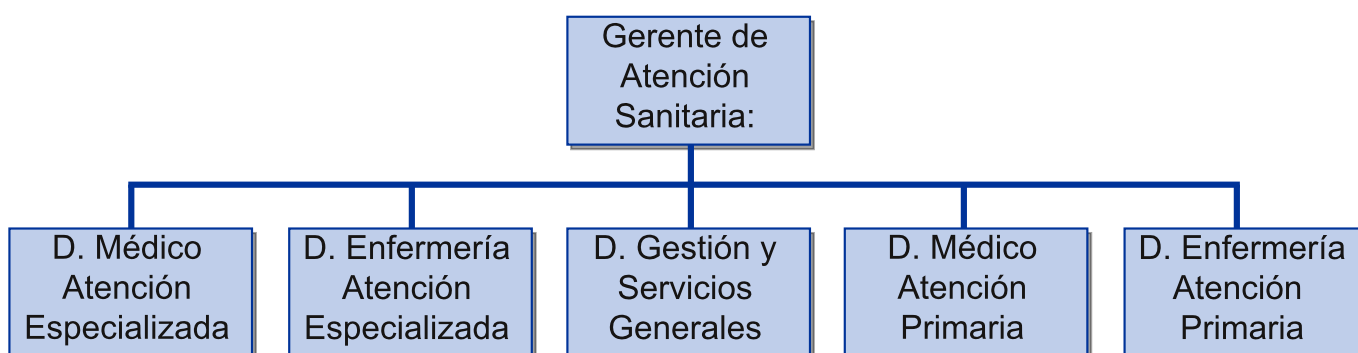 Gerente de
Atención
Sanitaria:
D. Médico
Atención
Especializada
D. Enfermería
Atención
Especializada
D. Gestión y
Servicios
Generales
D. Médico
Atención
Primaria
D. Enfermería
Atención
Primaria